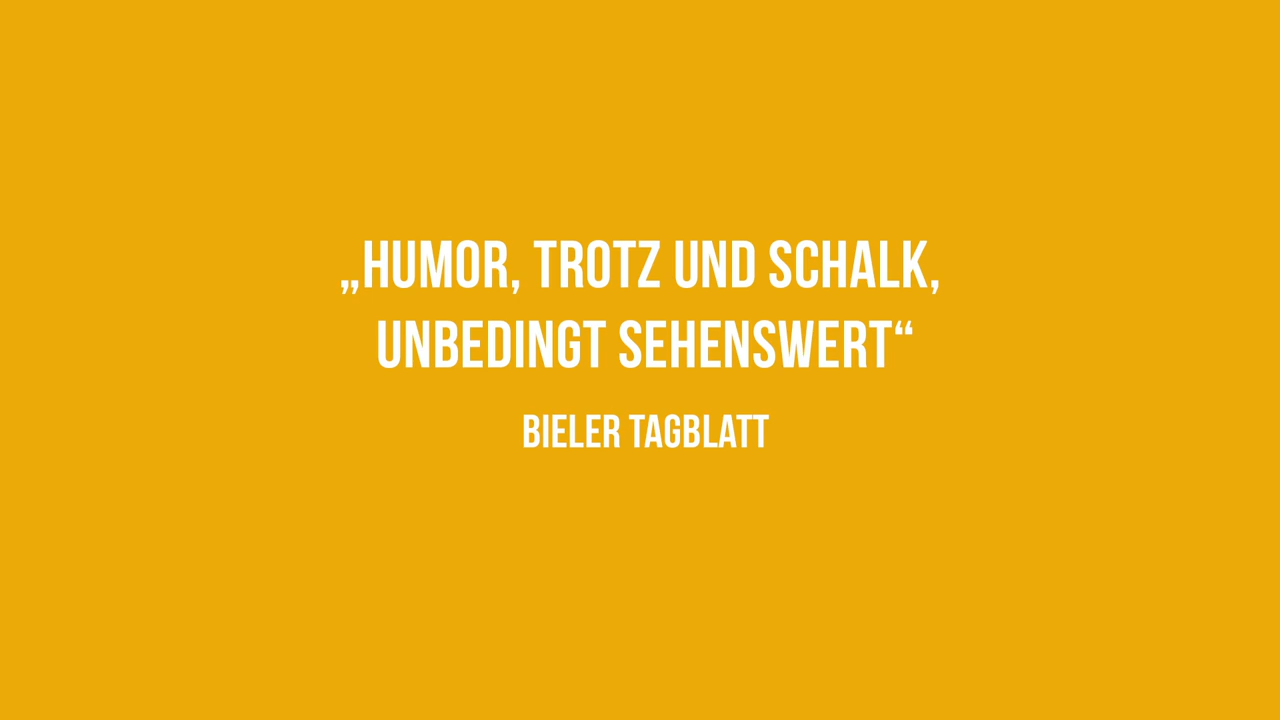 „HUMOR, TROTZ UND SCHALK,
UNBEDINGT SEHENSWERT“
BIELER TAGBLATT